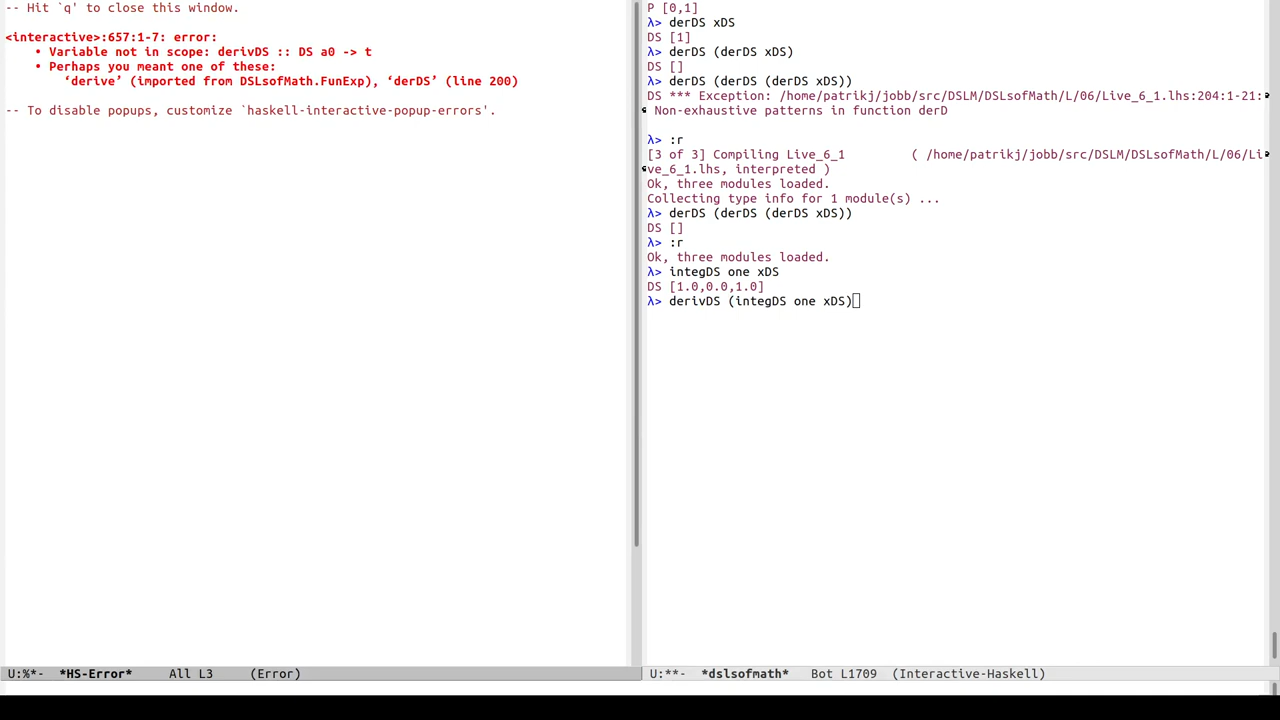 -- Hit `q' to close this window.
<interactive>:657:1-7: error:
• Variable not in scope: derivDS :: DS a0 -> t
• Perhaps you meant one of these:
‘derive’ (imported from DSLsofMath.FunExp), ‘derDS’ (line 200)
-- To disable popups, customize `haskell-interactive-popup-errors'.
U:%*-  *HS-Error*     All L3     (Error)
P [0,1]
λ> derDS xDS
DS [1]
λ> derDS (derDS xDS)
DS []
λ> derDS (derDS (derDS xDS))
DS *** Exception: /home/patrikj/jobb/src/DSLM/DSLsofMath/L/06/Live_6_1.lhs:204:1-21:
Non-exhaustive patterns in function derD
λ> :r
[3 of 3] Compiling Live_6_1         ( /home/patrikj/jobb/src/DSLM/DSLsofMath/L/06/Li
ve_6_1.lhs, interpreted )
Ok, three modules loaded.
Collecting type info for 1 module(s) ...
λ> derDS (derDS (derDS xDS))
DS []
λ> :r
Ok, three modules loaded.
λ> integDS one xDS
DS [1.0,0.0,1.0]
λ> derivDS (integDS one xDS)
U:**-  *dslsofmath*   Bot L1709  (Interactive-Haskell)